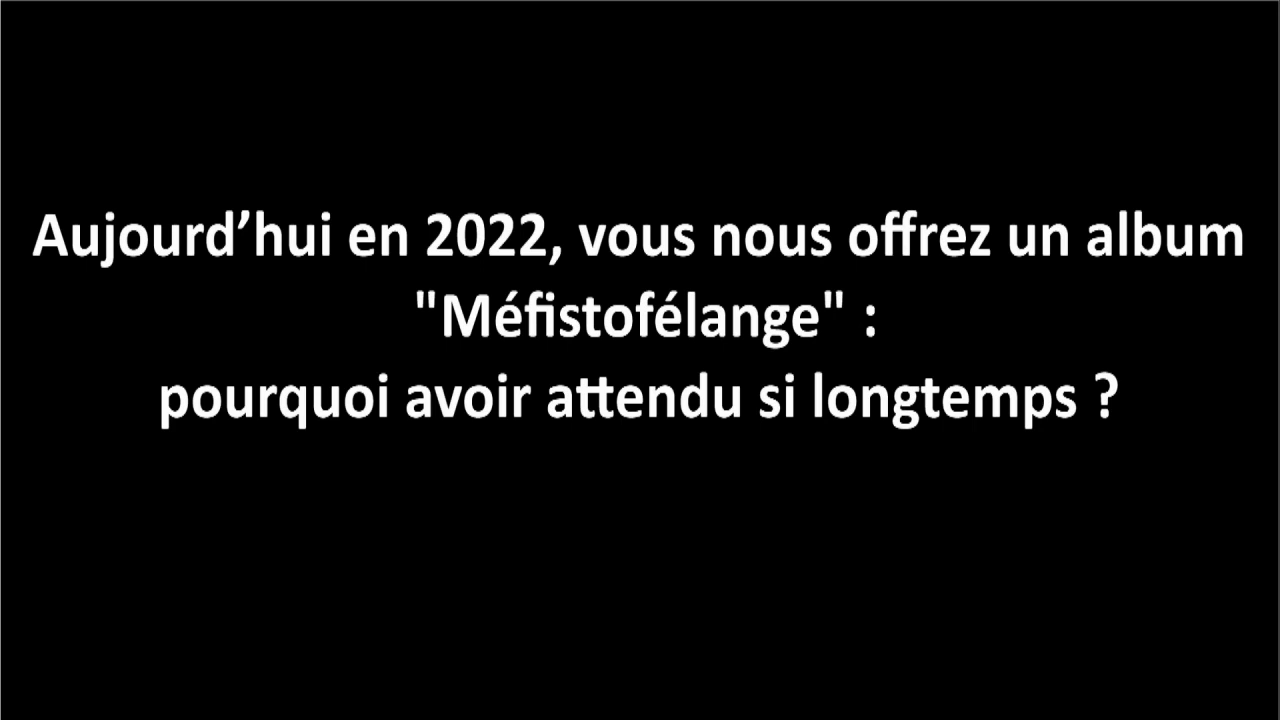 Aujourd’hui en 2022, vous nous offrez un album
"Méfistofélange" :
pourquoi avoir attendu si longtemps ?